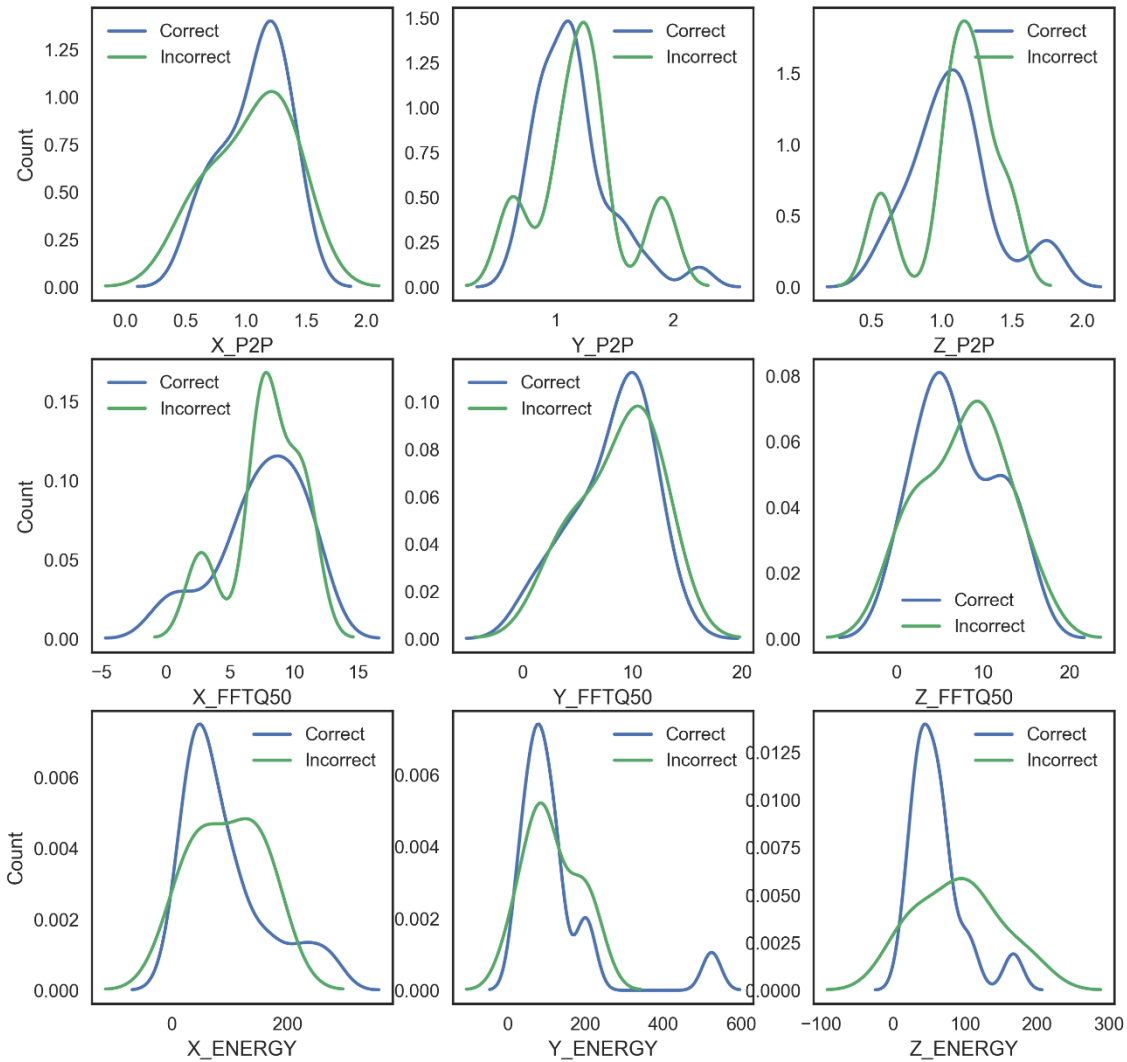 Correct
Incorrect
Count
1.25
1.00
0.75
0.50
0.25
0.00
0.0
0.5
1.0
1.5
2.0
X_P2P
Correct
Incorrect
1.50
1.25
1.00
0.75
0.50
0.25
0.00
1
2
Y_P2P
Correct
Incorrect
1.5
1.0
0.5
0.0
0.5
1.0
1.5
2.0
Z_P2P
Correct
Incorrect
Count
0.15
0.10
0.05
0.00
−5
0
5
10
15
X_FFTQ50
Correct
Incorrect
0.10
0.08
0.06
0.04
0.02
0.00
0
10
20
Y_FFTQ50
Correct
Incorrect
0.08
0.06
0.04
0.02
0.00
0
10
20
Z_FFTQ50
Correct
Incorrect
Count
0.006
0.004
0.002
0.000
0
200
X_ENERGY
Correct
Incorrect
0.006
0.004
0.002
0.000
0
200
400
600
Y_ENERGY
Correct
Incorrect
0.0125
0.0100
0.0075
0.0050
0.0025
0.0000
−100
0
100
200
300
Z_ENERGY